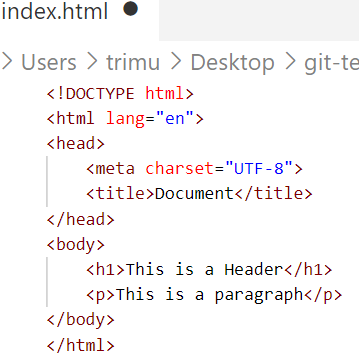 index.html
> Users > trimu > Desktop > git-te
<!DOCTYPE html>
<html lang="en">
<head>
    <meta charset="UTF-8">
    <title>Document</title>
</head>
<body>
    <h1>This is a Header</h1>
    <p>This is a paragraph</p>
</body>
</html>